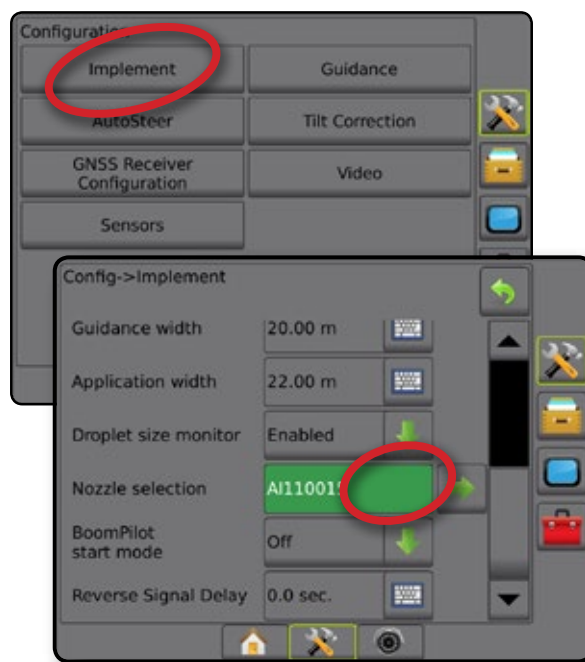 Configuration
Implement
Guidance
AutoSteer
Tilt Correction
GNSS Receiver
Configuration
Video
Sensors
Config->Implement
Guidance width
20.00 m
Application width
22.00 m
Droplet size monitor
Enabled
Nozzle selection
BoomPilot
start mode
Off
Reverse Signal Delay
0.0 sec.